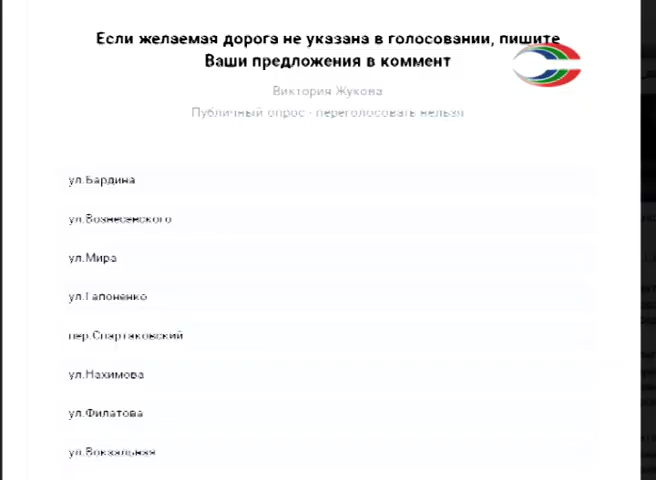 Если желаемая дорога не указана в голосовании, пишите
Ваши предложения в коммент
Виктория Жукова
Публичный опрос · переголосовать нельзя
ул.Бардина
ул.Вознесенского
ул.Мира
ул.Гапоненко
пер.Спартаковский
ул.Нахимова
ул.Филатова
ул.Вокзальная